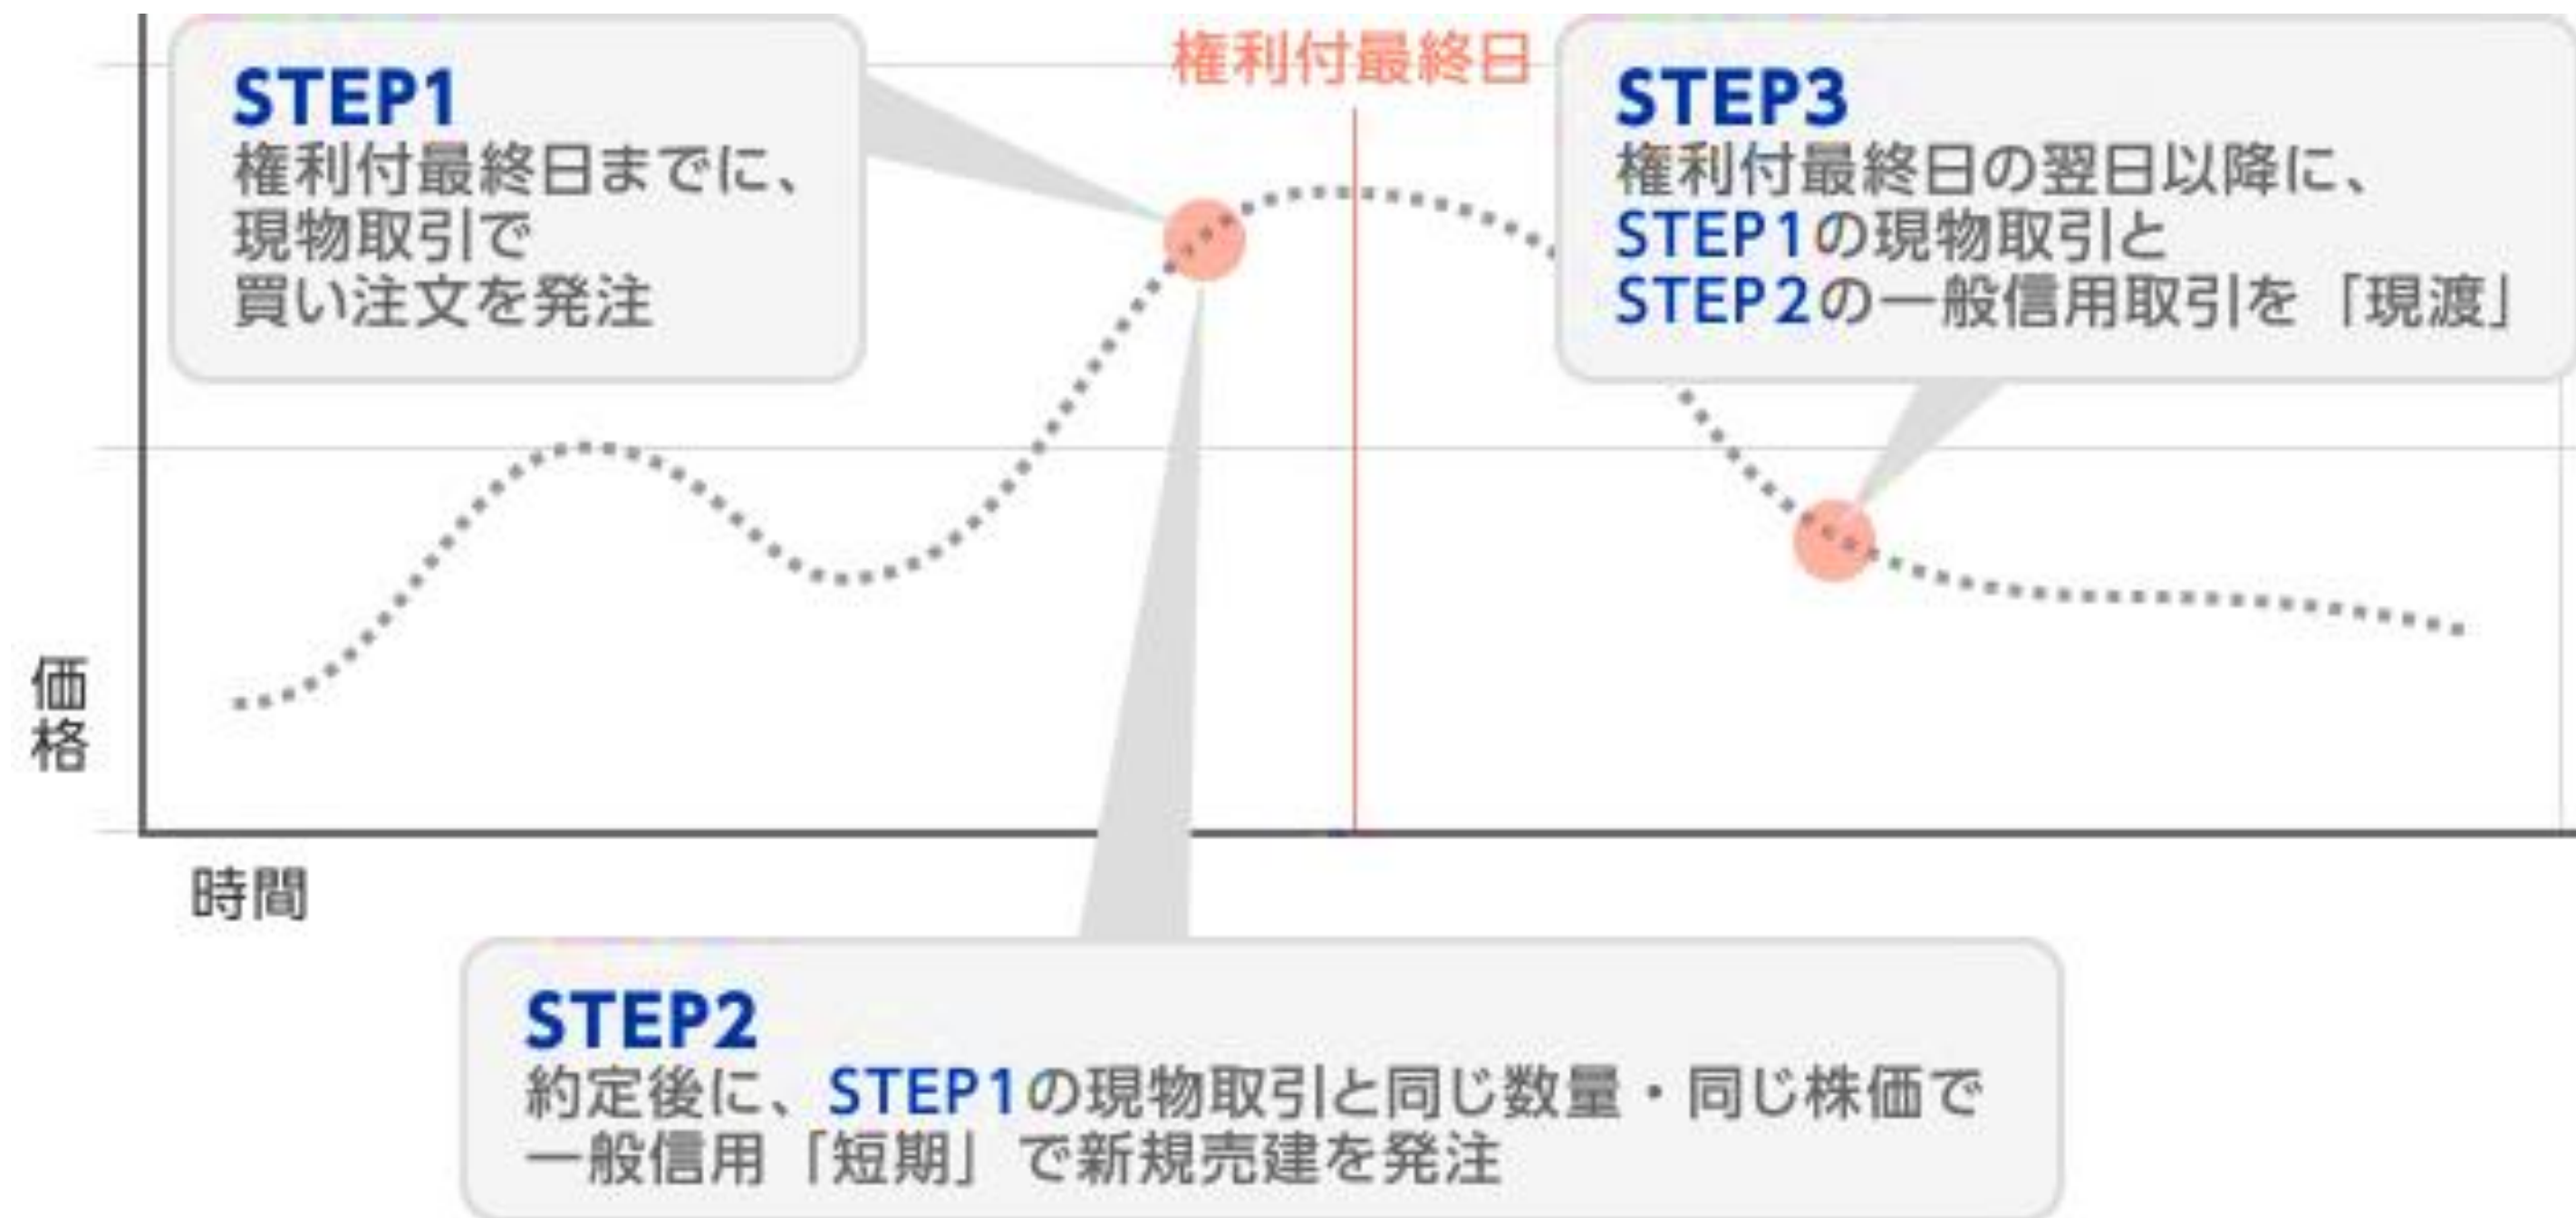 STEP1
権利付最終日までに、
現物取引で
買い注文を発注
権利付最終日
STEP3
権利付最終日の翌日以降に、
STEP1の現物取引と
STEP2の一般信用取引を「現渡」
価格
時間
STEP2
約定後に、STEP1の現物取引と同じ数量・同じ株価で
一般信用「短期」で新規売建を発注